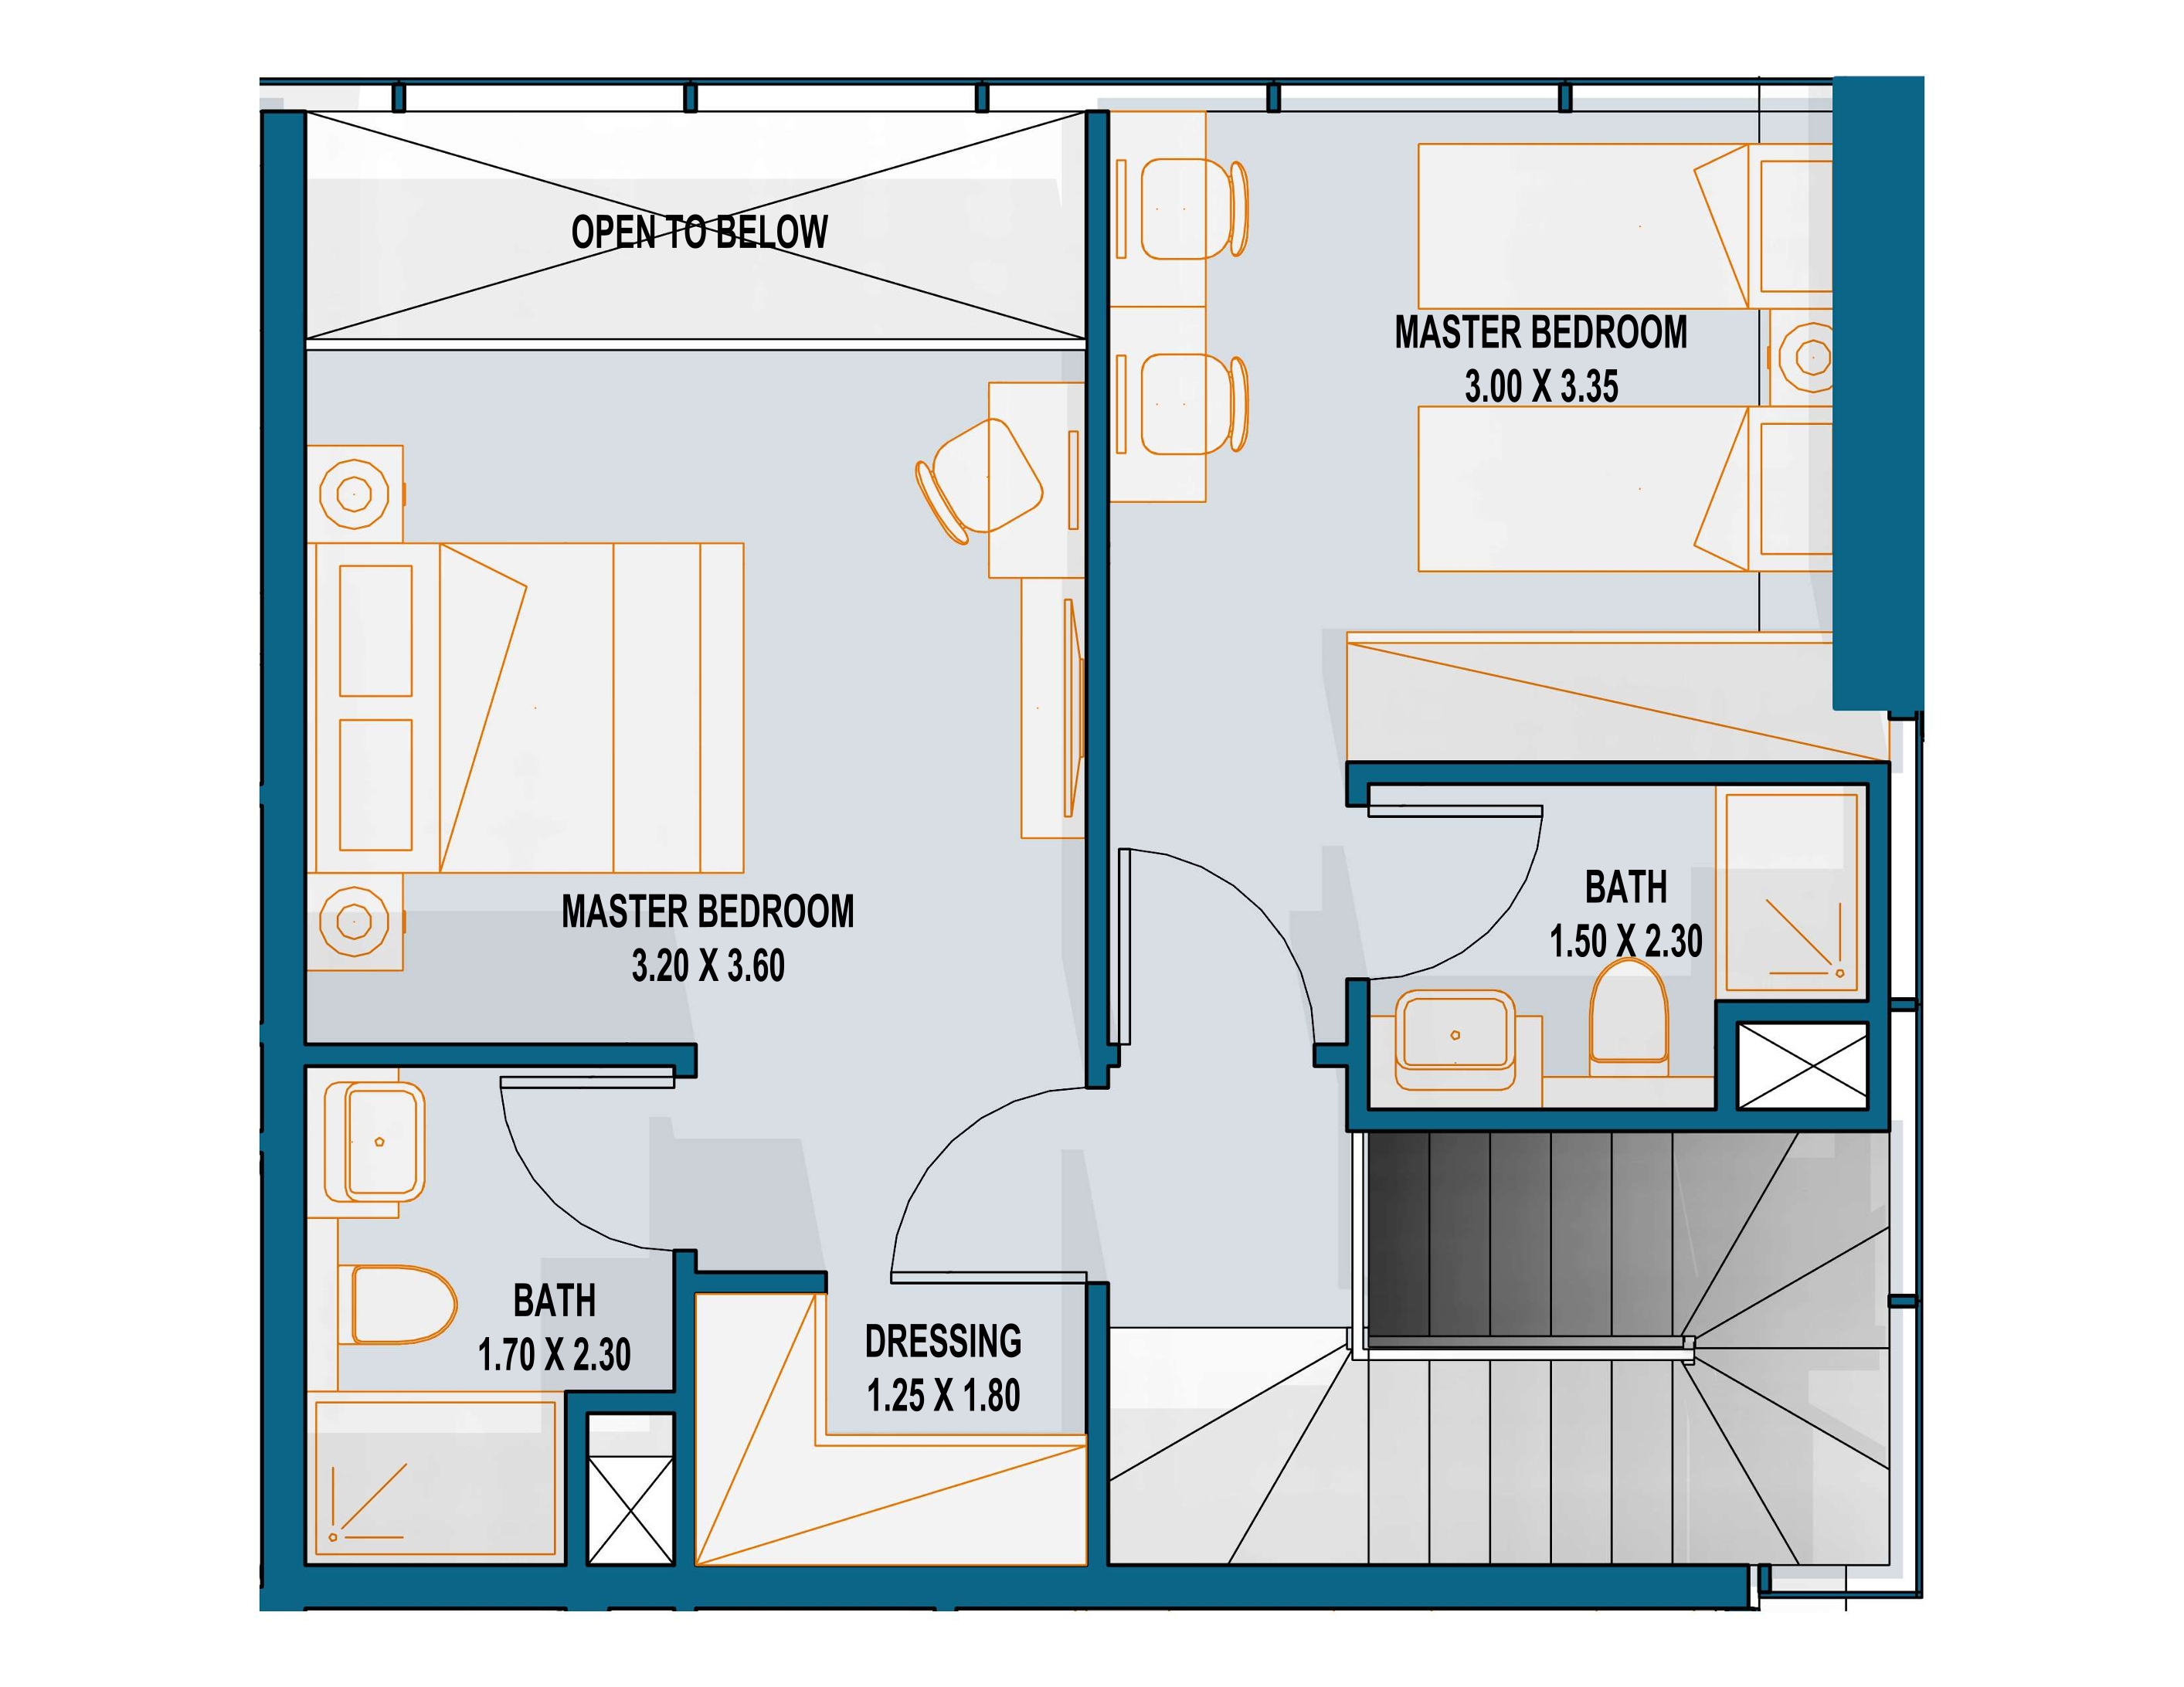 OPEN TO BELOW
MASTER BEDROOM
3.00 X 3.35
MASTER BEDROOM
3.20 X 3.60
BATH
1.50 X 2.30
BATH
1.70 X 2.30
DRESSING
1.25 X 1.80